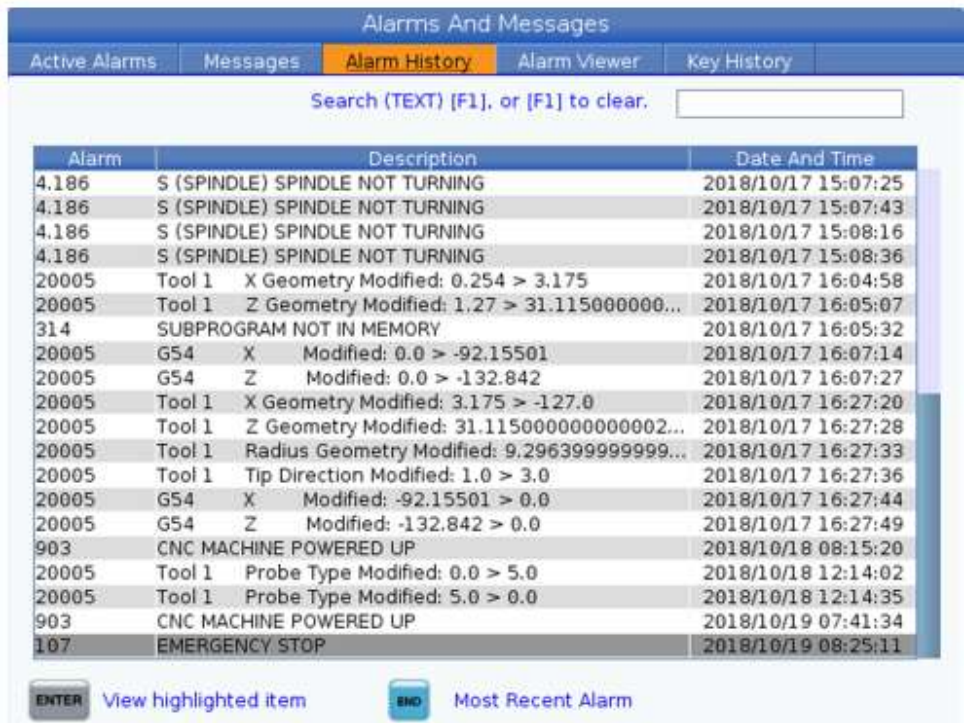 Alarms And Messages
Active Alarms Messages Alarm History Alarm Viewer Key History
Search (TEXT) [F1], or [F1] to clear.
Alarm Description Date And Time
4.186 S (SPINDLE) SPINDLE NOT TURNING 2018/10/17 15:07:25
4.186 S (SPINDLE) SPINDLE NOT TURNING 2018/10/17 15:07:43
4.186 S (SPINDLE) SPINDLE NOT TURNING 2018/10/17 15:08:16
4.186 S (SPINDLE) SPINDLE NOT TURNING 2018/10/17 15:08:36
20005 Tool 1 X Geometry Modified: 0.254 > 3.175 2018/10/17 16:04:58
20005 Tool 1 Z Geometry Modified: 1.27 > 31.115000000... 2018/10/17 16:05:07
314 SUBPROGRAM NOT IN MEMORY 2018/10/17 16:05:32
20005 G54 X Modified: 0.0 > -92.15501 2018/10/17 16:07:14
20005 G54 Z Modified: 0.0 > -132.842 2018/10/17 16:07:27
20005 Tool 1 X Geometry Modified: 3.175 > -127.0 2018/10/17 16:27:20
20005 Tool 1 Z Geometry Modified: 31.115000000000002... 2018/10/17 16:27:28
20005 Tool 1 Radius Geometry Modified: 9.296399999999... 2018/10/17 16:27:33
20005 Tool 1 Tip Direction Modified: 1.0 > 3.0 2018/10/17 16:27:36
20005 G54 X Modified: -92.15501 > 0.0 2018/10/17 16:27:44
20005 G54 Z Modified: -132.842 > 0.0 2018/10/17 16:27:49
903 CNC MACHINE POWERED UP 2018/10/18 08:15:20
20005 Tool 1 Probe Type Modified: 0.0 > 5.0 2018/10/18 12:14:02
20005 Tool 1 Probe Type Modified: 5.0 > 0.0 2018/10/18 12:14:35
903 CNC MACHINE POWERED UP 2018/10/19 07:41:34
107 EMERGENCY STOP 2018/10/19 08:25:11
ENTER View highlighted item END Most Recent Alarm